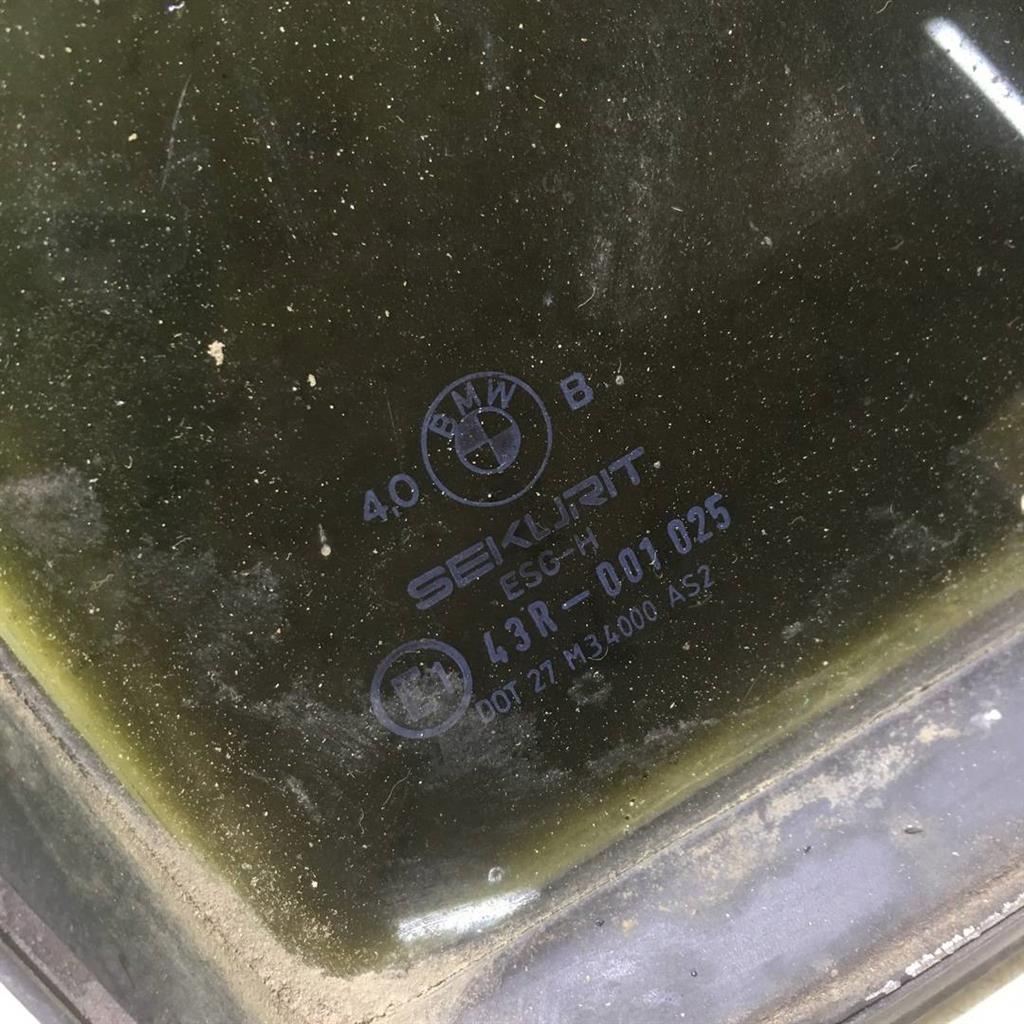 BMW
4,0 B
SEKURIT
ESG-H
E1 43R-001025
DOT 27 M34000 AS2